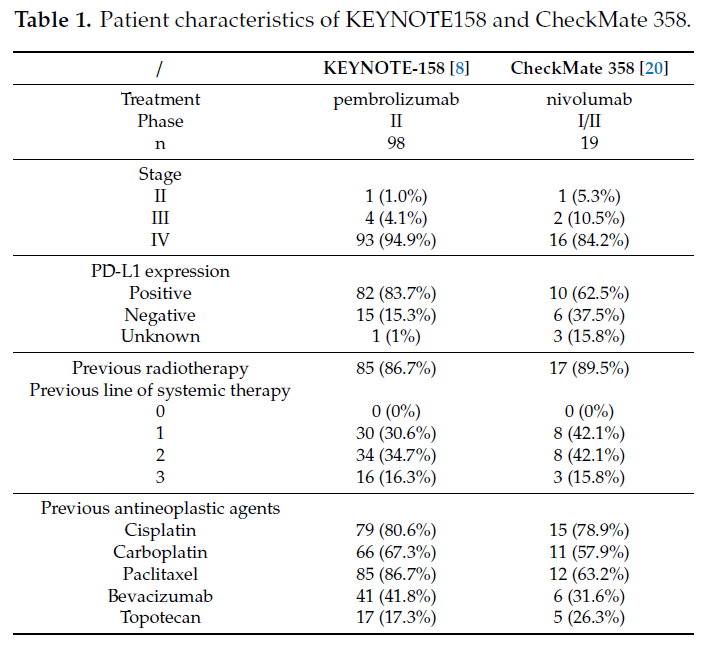 Table 1. Patient characteristics of KEYNOTE158 and CheckMate 358.
/ KEYNOTE-158 [8] CheckMate 358 [20]
Treatment pembrolizumab nivolumab
Phase II I/II
n 98 19
Stage
II 1 (1.0%) 1 (5.3%)
III 4 (4.1%) 2 (10.5%)
IV 93 (94.9%) 16 (84.2%)
PD-L1 expression
Positive 82 (83.7%) 10 (62.5%)
Negative 15 (15.3%) 6 (37.5%)
Unknown 1 (1%) 3 (15.8%)
Previous radiotherapy 85 (86.7%) 17 (89.5%)
Previous line of systemic therapy
0 0 (0%) 0 (0%)
1 30 (30.6%) 8 (42.1%)
2 34 (34.7%) 8 (42.1%)
3 16 (16.3%) 3 (15.8%)
Previous antineoplastic agents
Cisplatin 79 (80.6%) 15 (78.9%)
Carboplatin 66 (67.3%) 11 (57.9%)
Paclitaxel 85 (86.7%) 12 (63.2%)
Bevacizumab 41 (41.8%) 6 (31.6%)
Topotecan 17 (17.3%) 5 (26.3%)